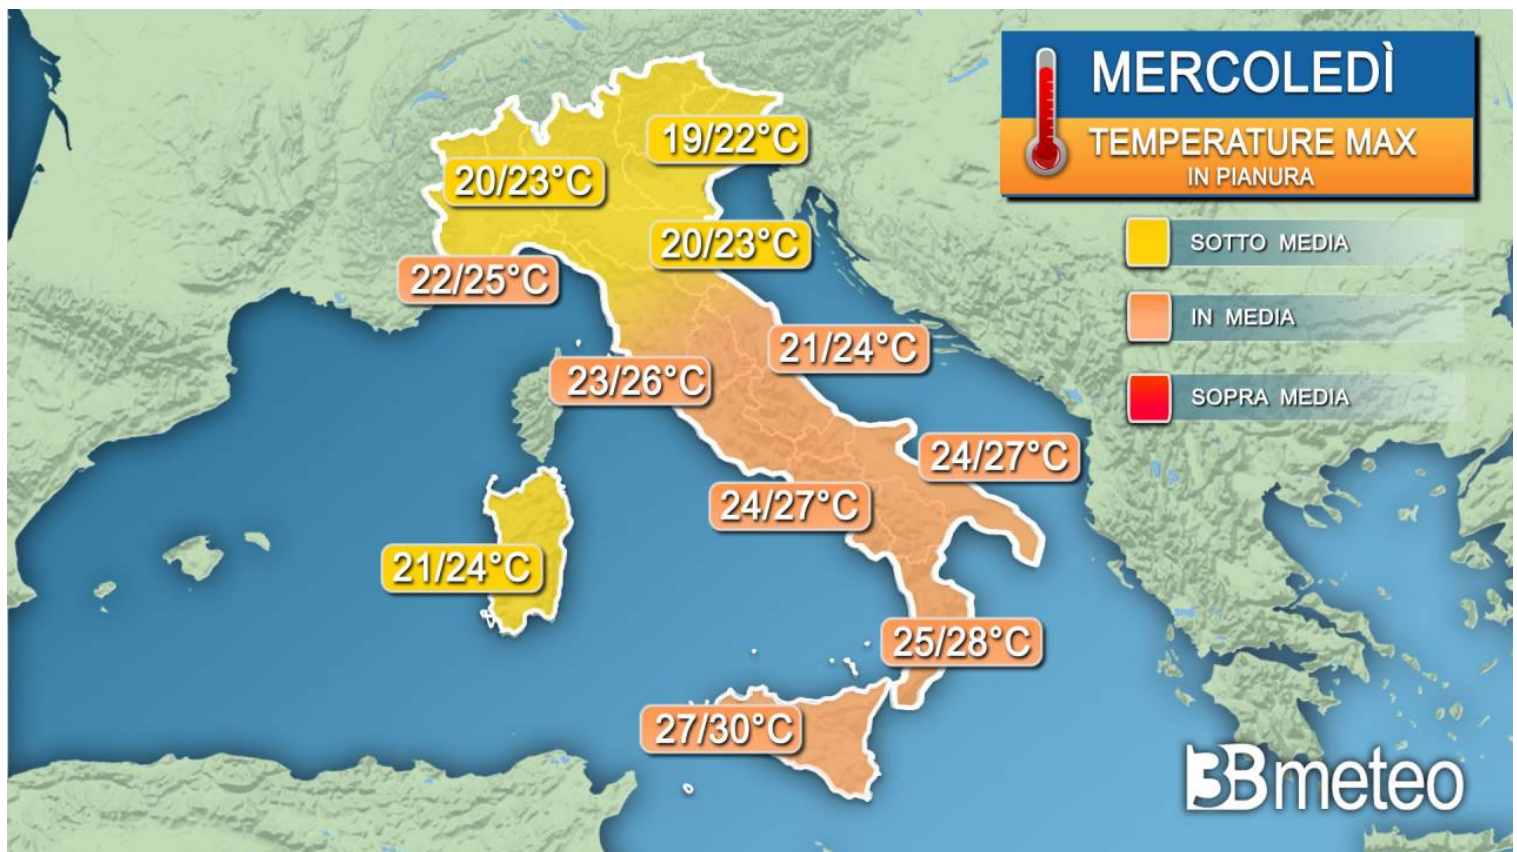 MERCOLEDÌ
TEMPERATURE MAX
IN PIANURA
19/22°C
20/23°C
20/23°C
22/25°C
SOTTO MEDIA
IN MEDIA
SOPRA MEDIA
21/24°C
23/26°C
24/27°C
24/27°C
21/24°C
25/28°C
27/30°C
3Bmeteo